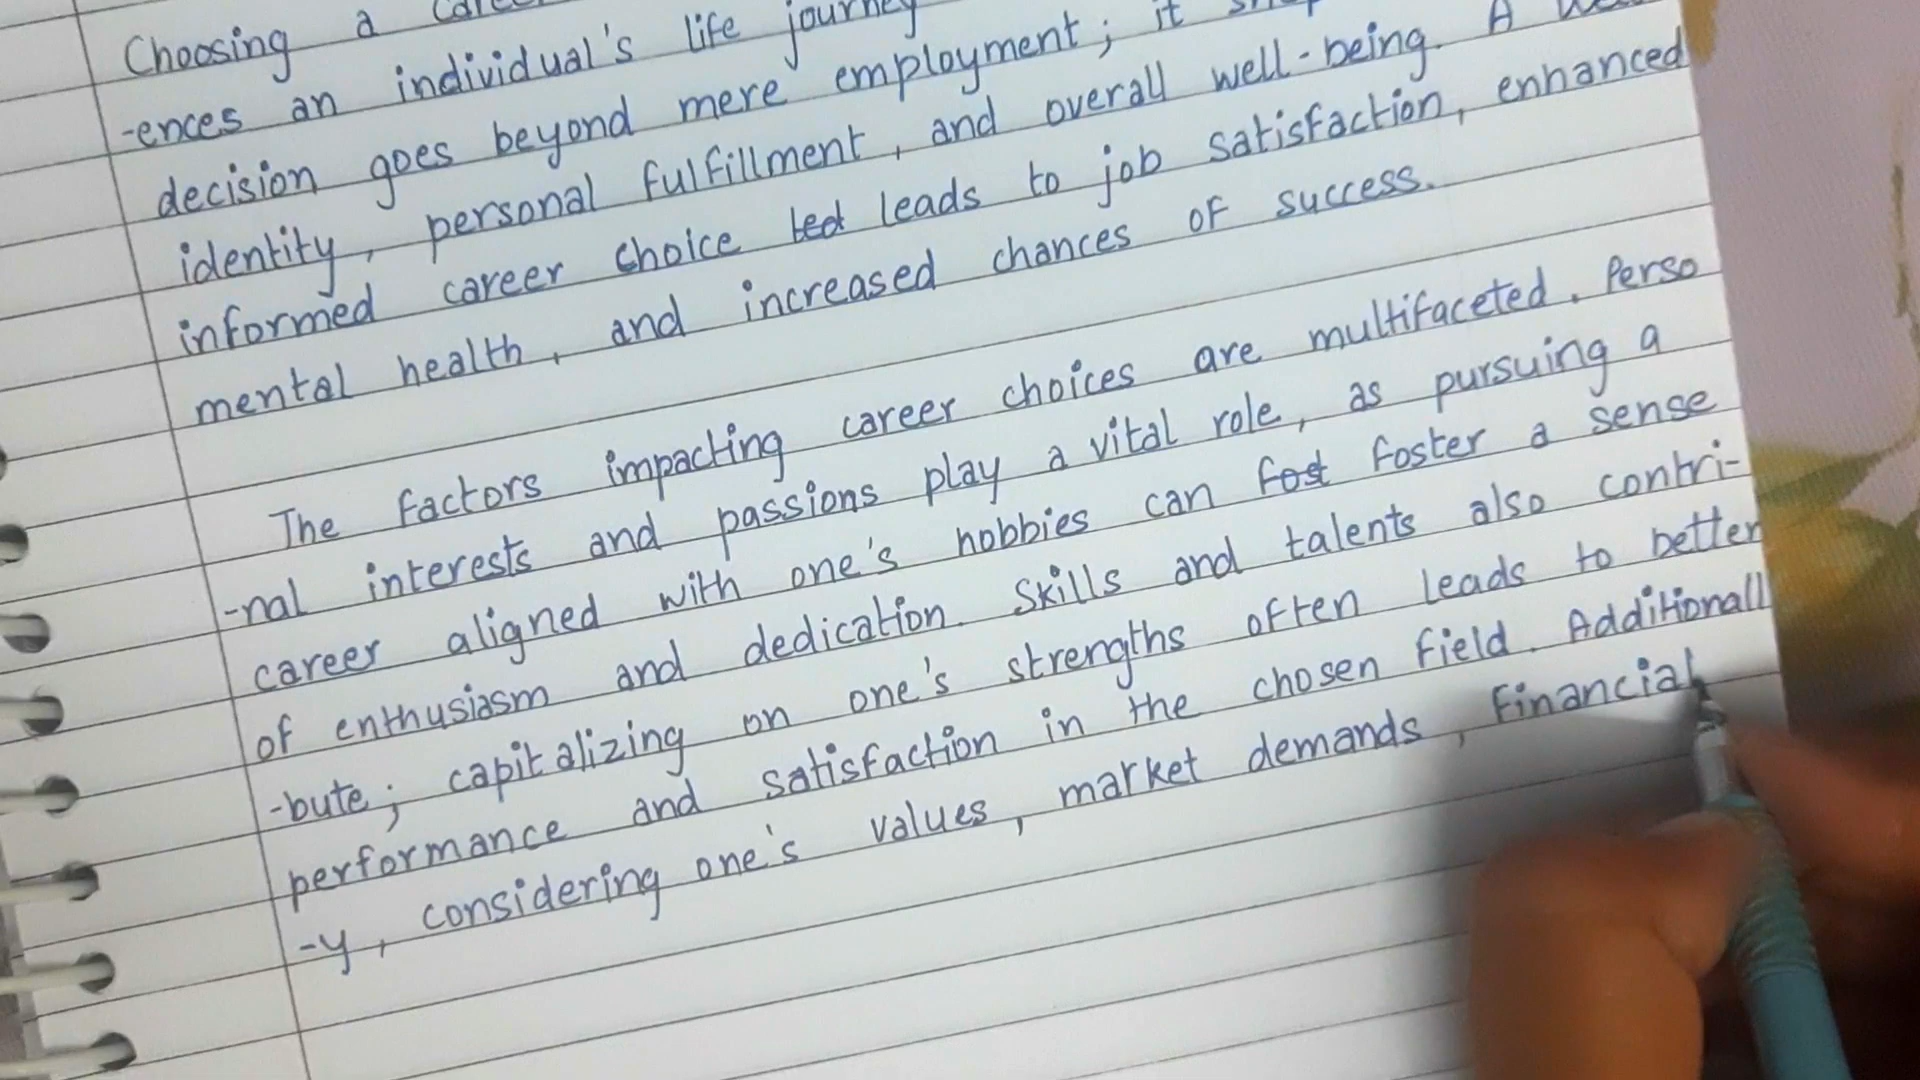 Choosing a
-ences an individual's life journey
decision goes beyond mere employment; it
identity, personal fulfillment, and overall well-being. A
informed career choice led leads to job satisfaction, enhanced
mental health, and increased chances of success.
The factors impacting career choices are multifaceted. Perso
-nal interests and passions play a vital role, as pursuing a
career aligned with one's hobbies can fost foster a sense
of enthusiasm and dedication. Skills and talents also contri-
-bute; capitalizing on one's strengths often leads to better
performance and satisfaction in the chosen field. Additionall
-y, considering one's values, market demands, financial